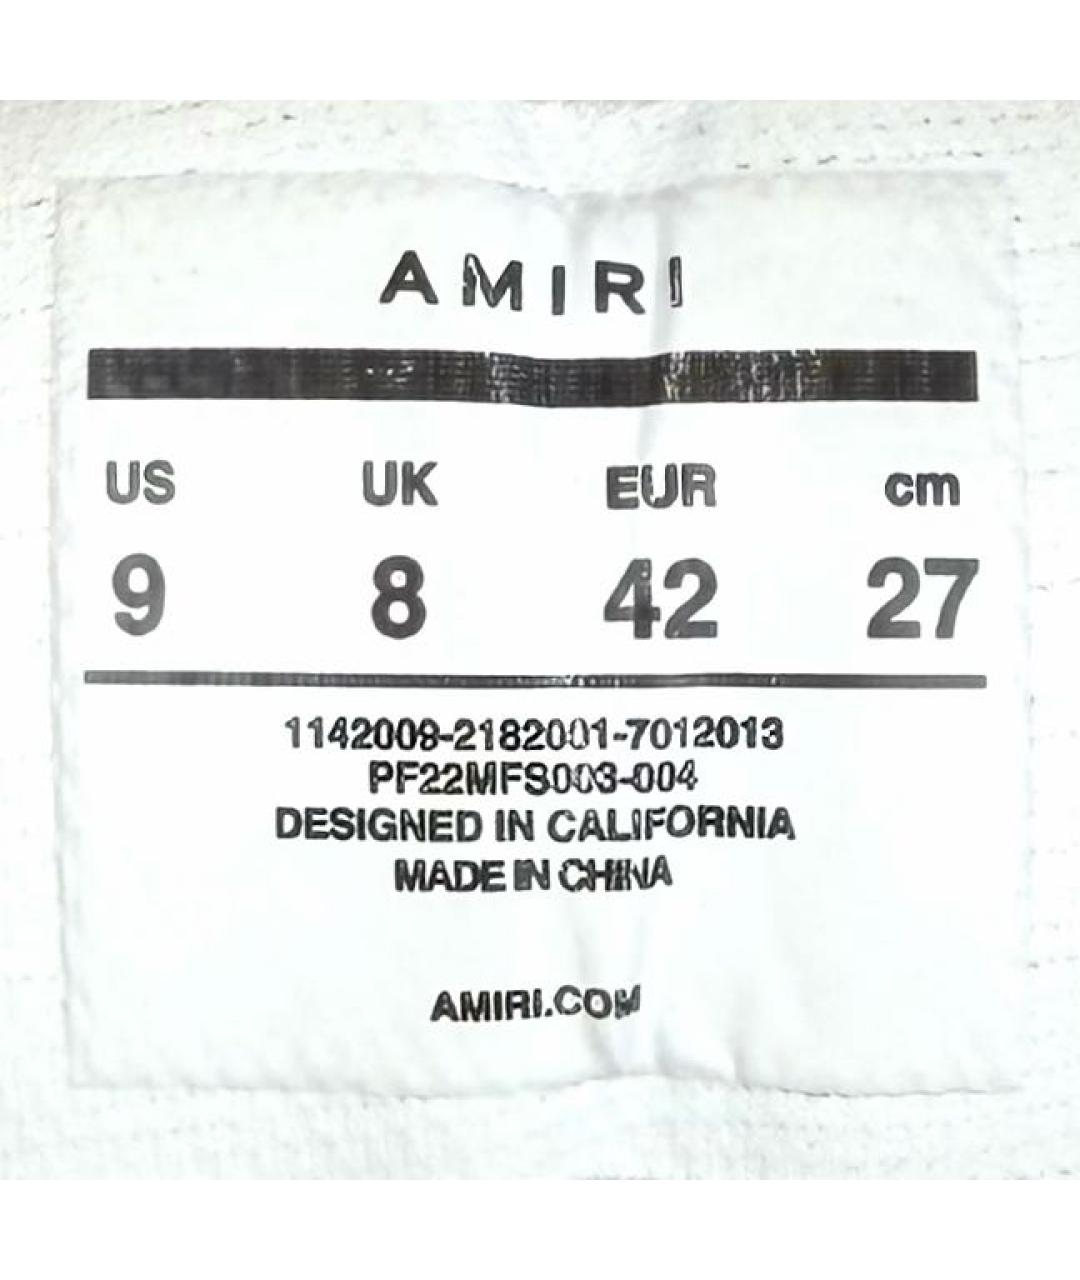 AMIRI
US UK EUR cm
9 8 42 27
1142009-2182001-7012013
PF22MFS003-004
DESIGNED IN CALIFORNIA
MADE IN CHINA
AMIRI.COM